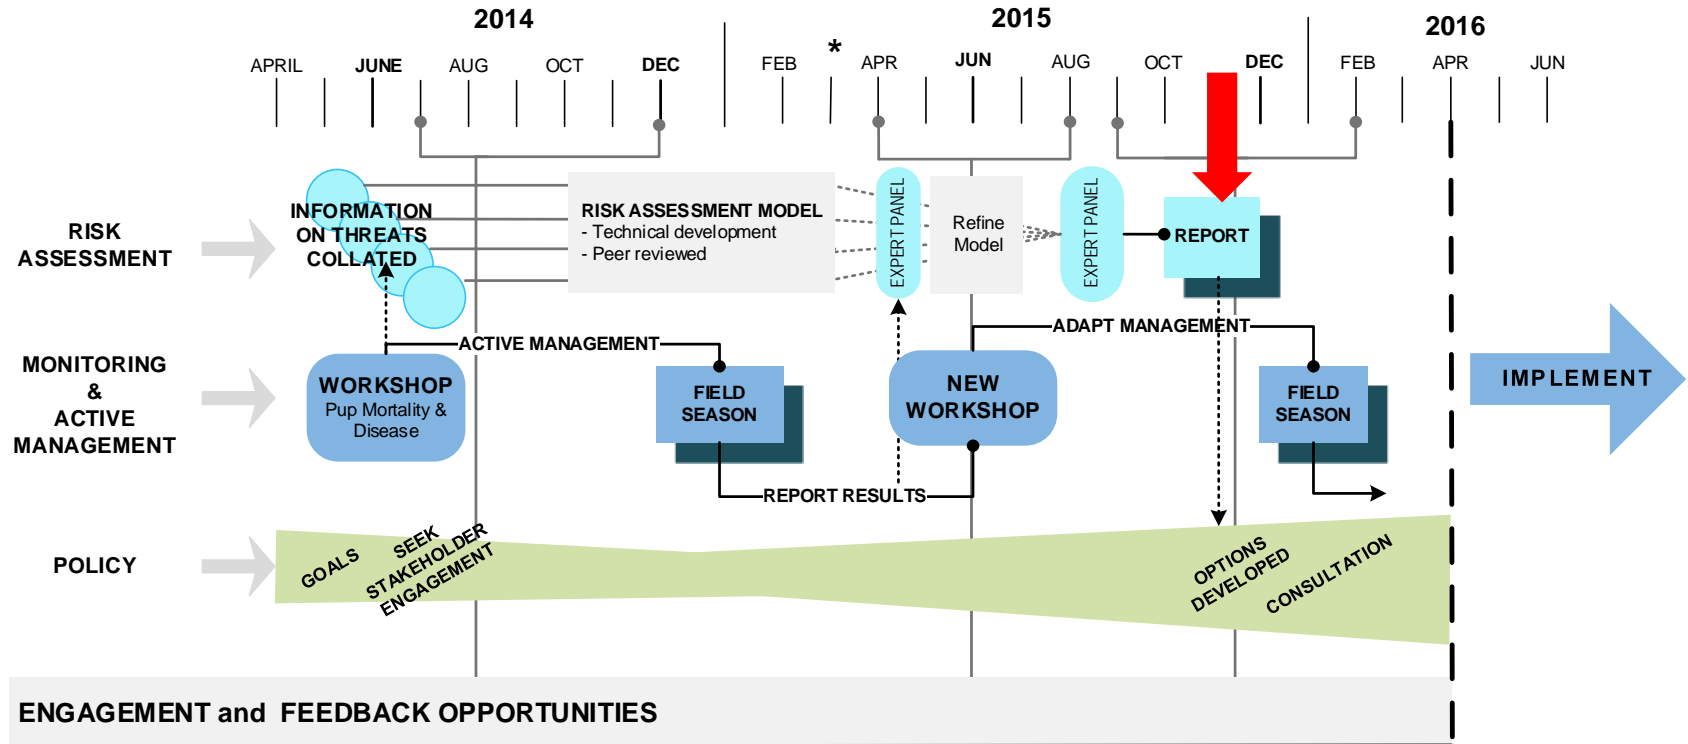 2014
2015
2016
*
APRIL
JUNE
AUG
OCT
DEC
FEB
APR
JUN
AUG
OCT
DEC
FEB
APR
JUN
RISK
ASSESSMENT
INFORMATION
ON THREATS
COLLATED
RISK ASSESSMENT MODEL
- Technical development
- Peer reviewed
EXPERT PANEL
Refine
Model
EXPERT PANEL
REPORT
MONITORING
&
ACTIVE
MANAGEMENT
WORKSHOP
Pup Mortality &
Disease
ACTIVE MANAGEMENT
FIELD
SEASON
REPORT RESULTS
NEW
WORKSHOP
ADAPT MANAGEMENT
FIELD
SEASON
IMPLEMENT
POLICY
GOALS
SEEK
STAKEHOLDER
ENGAGEMENT
OPTIONS
DEVELOPED
CONSULTATION
ENGAGEMENT and FEEDBACK OPPORTUNITIES